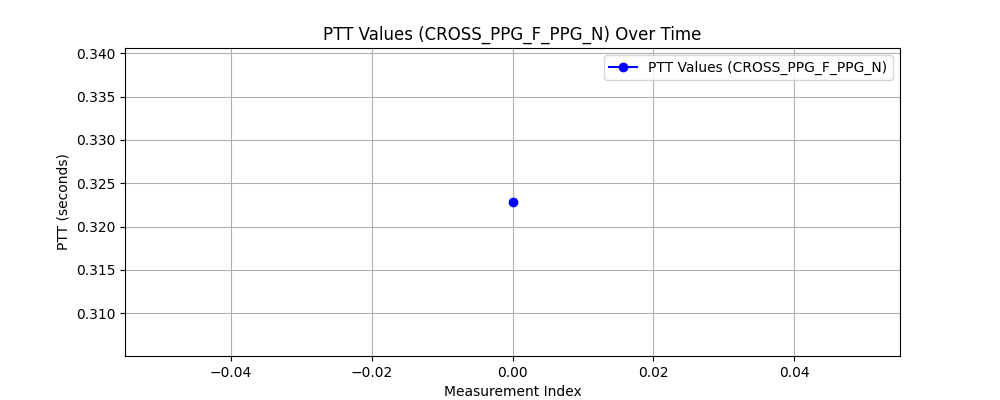 PTT Values (CROSS_PPG_F_PPG_N) Over Time
PTT Values (CROSS_PPG_F_PPG_N)
PTT (seconds)
0.340
0.335
0.330
0.325
0.320
0.315
0.310
−0.04 −0.02 0.00 0.02 0.04
Measurement Index